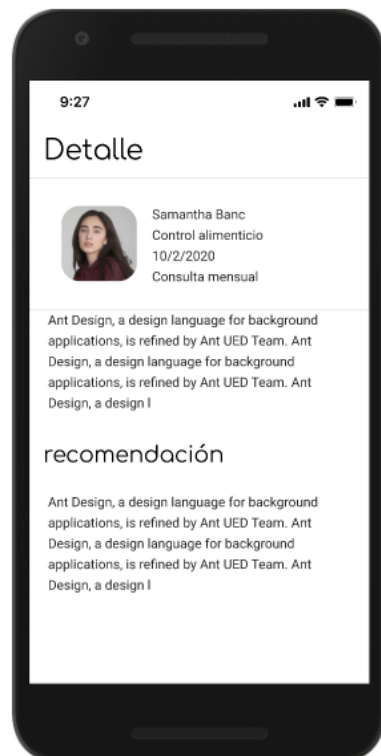 9:27
Detalle
Samantha Banc
Control alimenticio
10/2/2020
Consulta mensual
Ant Design, a design language for background
applications, is refined by Ant UED Team. Ant
Design, a design language for background
applications, is refined by Ant UED Team. Ant
Design, a design l
recomendación
Ant Design, a design language for background
applications, is refined by Ant UED Team. Ant
Design, a design language for background
applications, is refined by Ant UED Team. Ant
Design, a design l